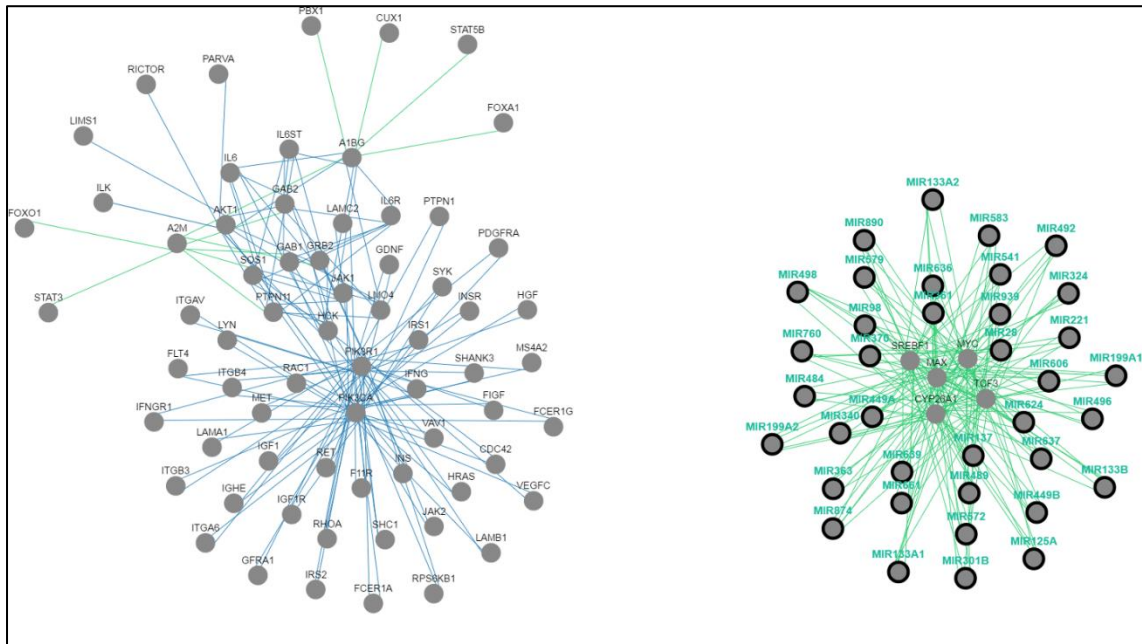 PBX1
CUX1
STAT5B
RICTOR
PARVA
FOXA1
LIMS1
IL6ST
A1BG
IL6
ILK
GAB2
LAMC2
IL6R
PTPN1
FOXO1
A2M
AKT1
GAB1
GRB2
GDNF
PDGFRA
SOS1
JAK1
SYK
STAT3
ITGAV
PTPN11
LMO4
INSR
HGF
LYN
HCK
IRS1
FLT4
ITGB4
RAC1
PIK3R1
IFNG
SHANK3
MS4A2
IFNGR1
MET
PIK3CA
FIGF
FCER1G
LAMA1
IGF1
VAV1
CDC42
ITGB3
IGHE
RET
F11R
INS
HRAS
VEGFC
IGF1R
ITGA6
RHOA
SHC1
JAK2
LAMB1
GFRA1
IRS2
FCER1A
RPS6KB1
MIR133A2
MIR890
MIR583
MIR492
MIR579
MIR636
MIR541
MIR498
MIR324
MIR98
MIR939
MIR760
MIR28
MIR221
SREBF1
MYC
MAX
MIR606
MIR199A1
MIR484
TCF3
MIR449A
CYP26A1
MIR340
MIR624
MIR496
MIR199A2
MIR137
MIR637
MIR363
MIR639
MIR489
MIR133B
MIR661
MIR449B
MIR874
MIR572
MIR133A1
MIR301B
MIR125A